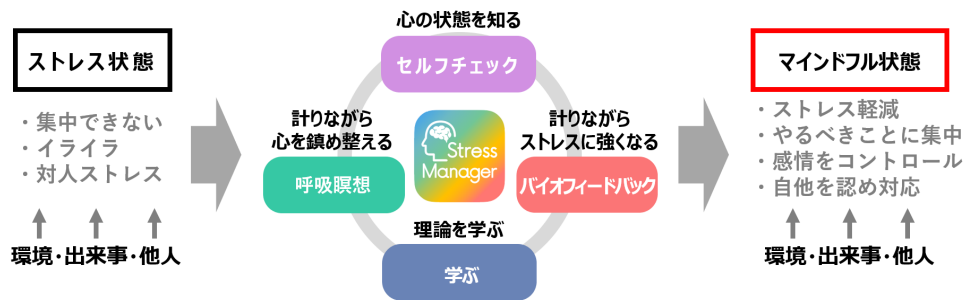 ストレス状態
・集中できない
・イライラ
・対人ストレス
環境・出来事・他人
心の状態を知る
セルフチェック
計りながら
心を鎮め整える
呼吸瞑想
Stress
Manager
計りながら
ストレスに強くなる
バイオフィードバック
理論を学ぶ
学ぶ
マインドフル状態
・ストレス軽減
・やるべきことに集中
・感情をコントロール
・自他を認め対応
環境・出来事・他人